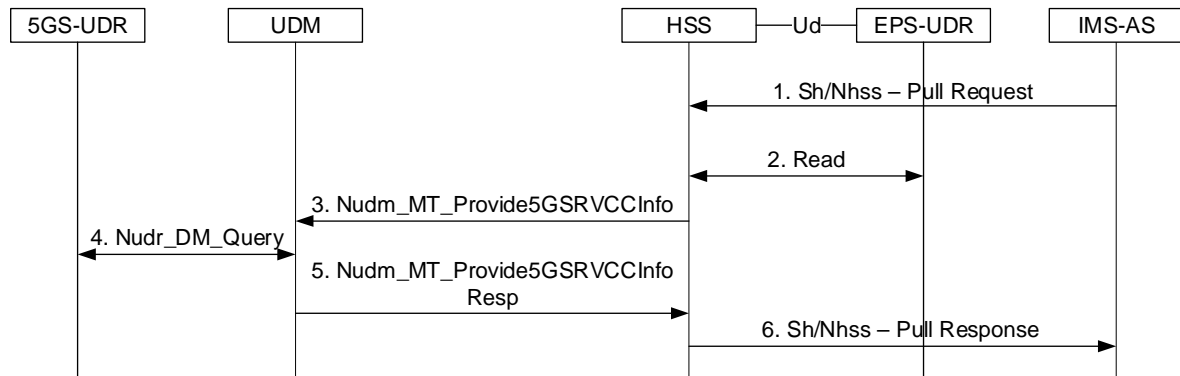 5GS-UDR
UDM
HSS
Ud
EPS-UDR
IMS-AS
1. Sh/Nhss – Pull Request
2. Read
3. Nudm_MT_Provide5GSRVCCInfo
4. Nudr_DM_Query
5. Nudm_MT_Provide5GSRVCCInfo
Resp
6. Sh/Nhss – Pull Response